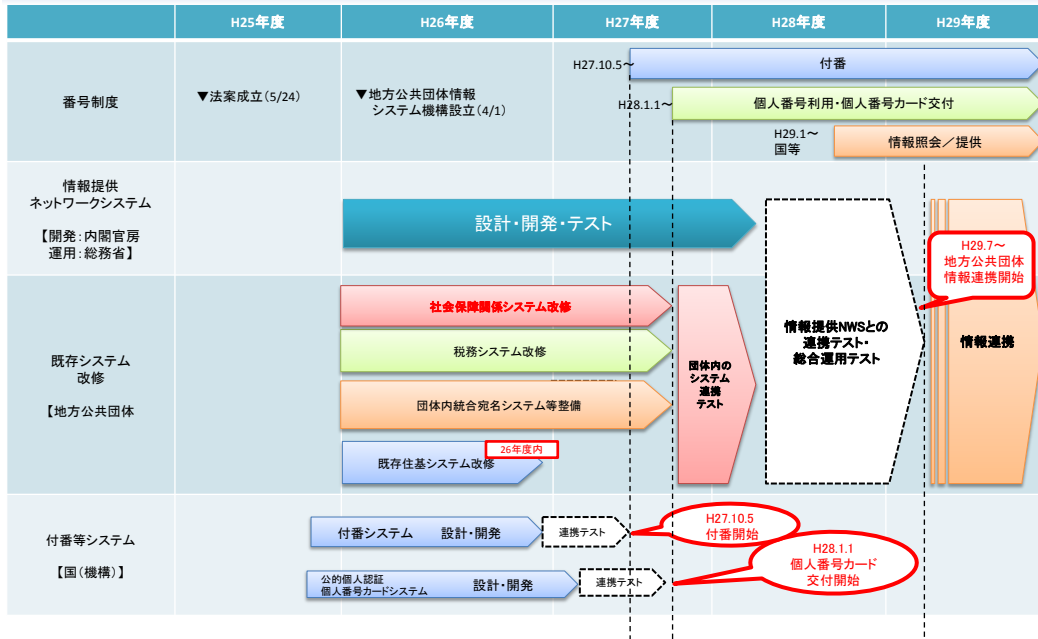 H25年度
H26年度
H27年度
H28年度
H29年度
番号制度
▼法案成立(5/24)
▼地方公共団体情報
システム機構設立(4/1)
H27.10.5～
付番
H28.1.1～
個人番号利用・個人番号カード交付
H29.1～
国等
情報照会／提供
情報提供
ネットワークシステム
【開発:内閣官房
運用:総務省】
設計・開発・テスト
H29.7～
地方公共団体
情報連携開始
既存システム
改修
【地方公共団体
社会保障関係システム改修
税務システム改修
団体内統合宛名システム等整備
26年度内
既存住基システム改修
団体内の
システム
連携
テスト
情報提供NWSとの
連携テスト・
総合運用テスト
情報連携
付番等システム
【国(機構)】
付番システム 設計・開発
連携テスト
H27.10.5
付番開始
公的個人認証
個人番号カードシステム
設計・開発
連携テスト
H28.1.1
個人番号カード
交付開始